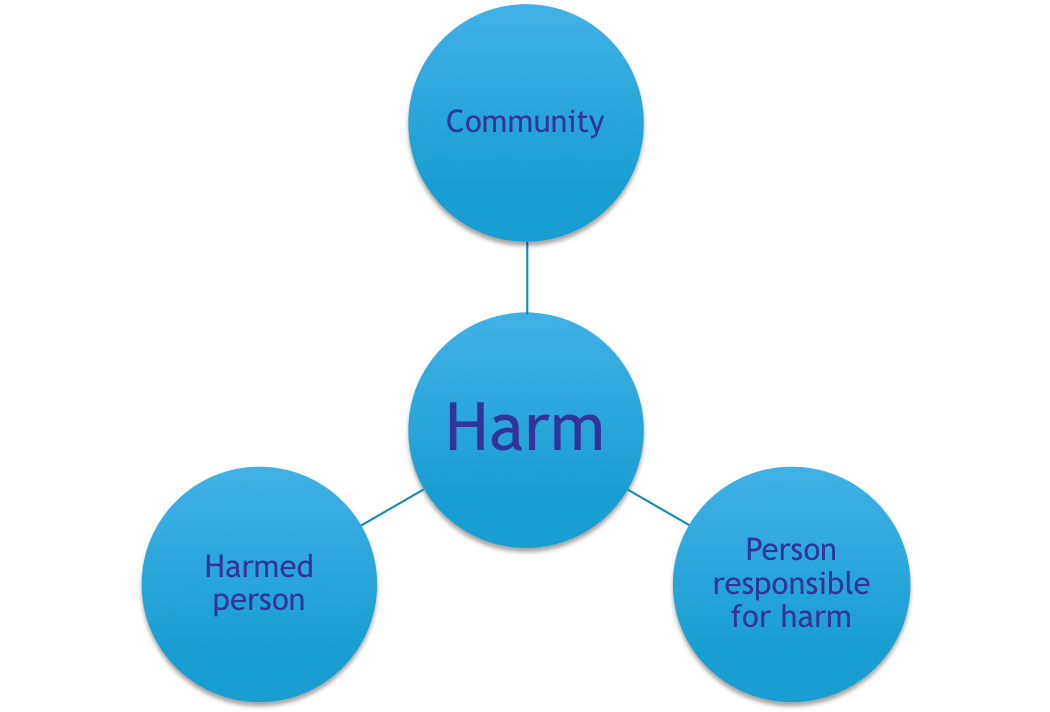 Community
Harm
Harmed
person
Person
responsible
for harm